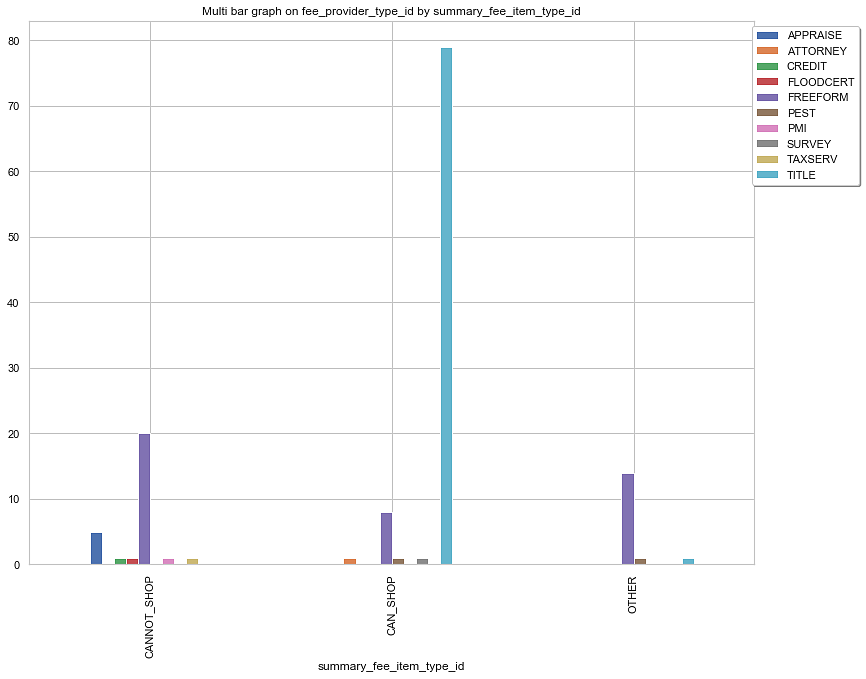 Multi bar graph on fee_provider_type_id by summary_fee_item_type_id
80
70
60
50
40
30
20
10
0
APPRAISE
ATTORNEY
CREDIT
FLOODCERT
FREEFORM
PEST
PMI
SURVEY
TAXSERV
TITLE
CANNOT_SHOP
CAN_SHOP
OTHER
summary_fee_item_type_id